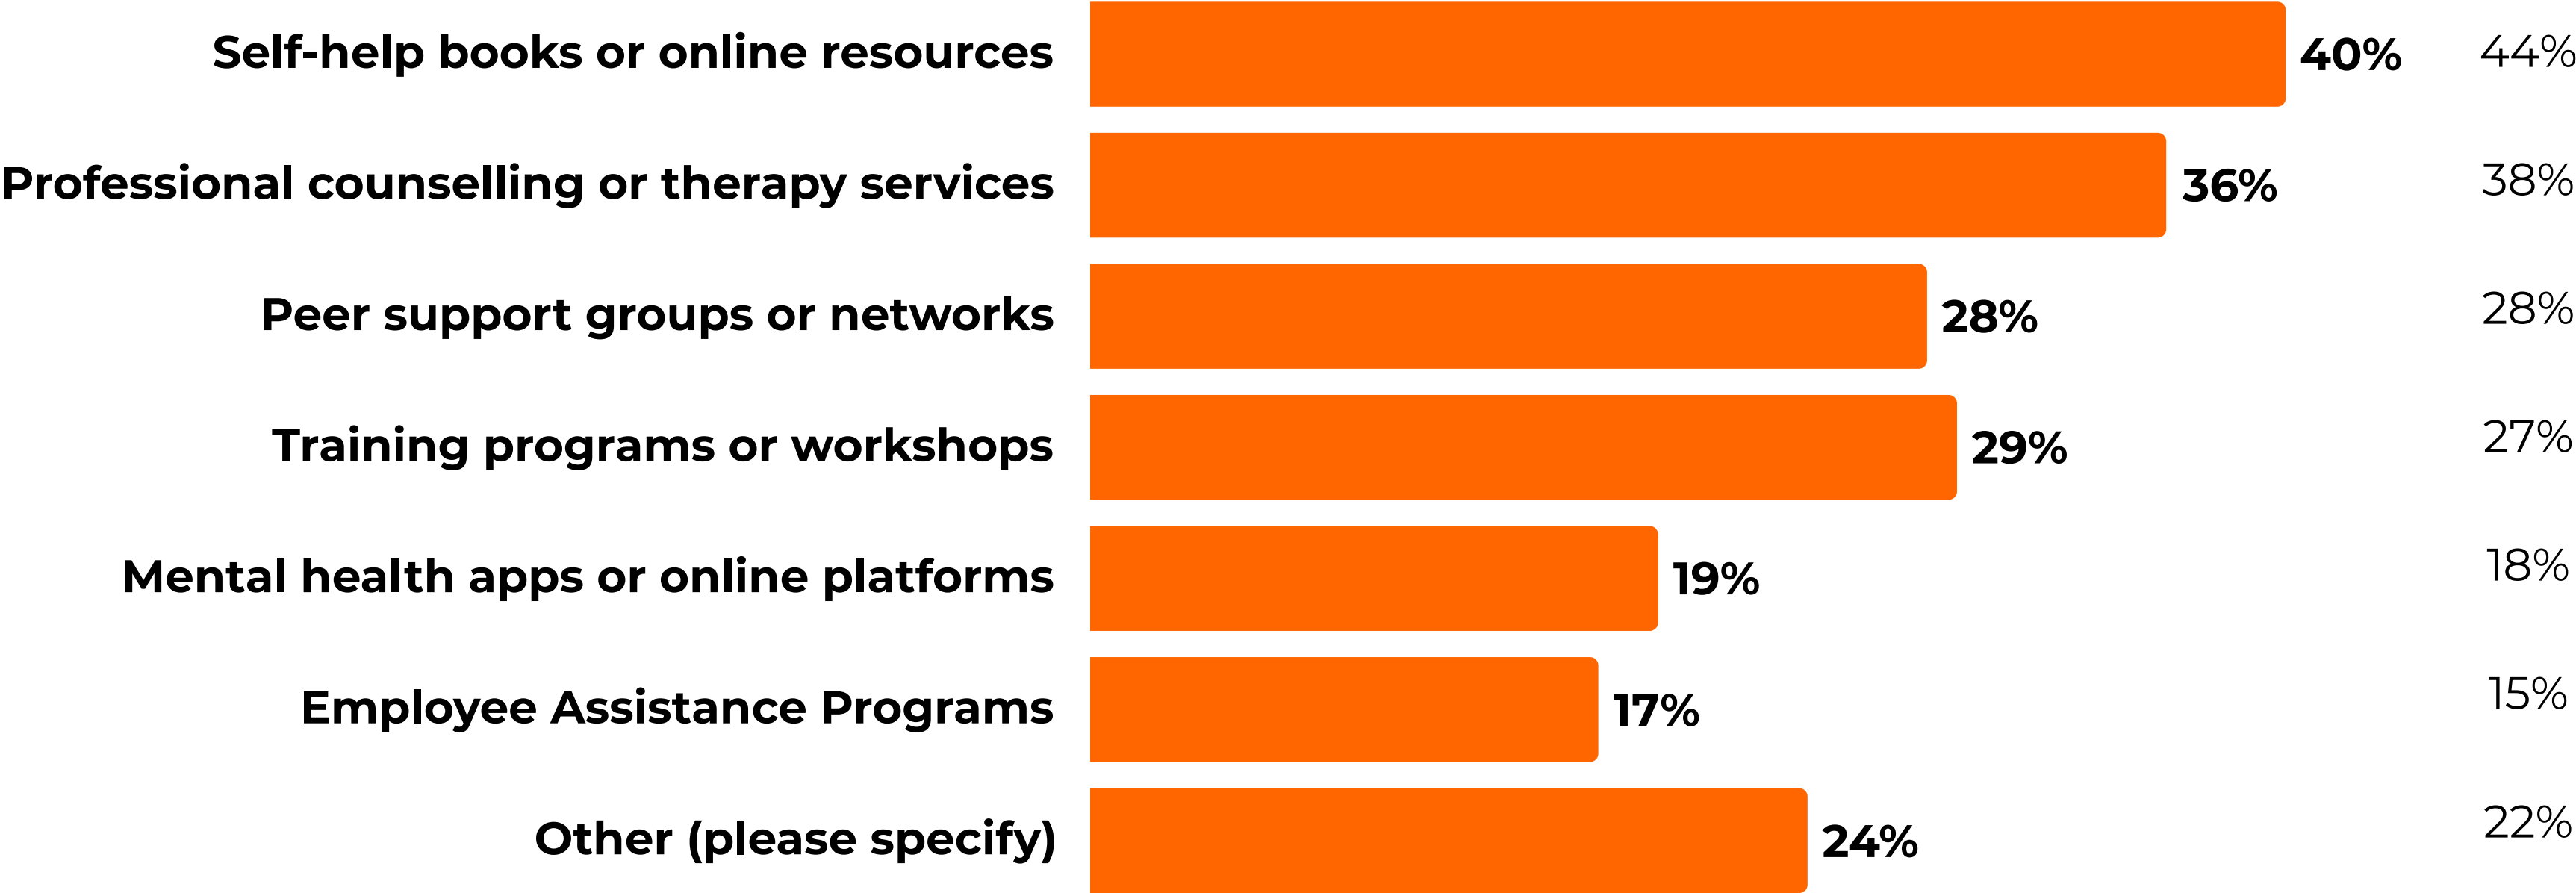 Self-help books or online resources 40% 44%
Professional counselling or therapy services 36% 38%
Peer support groups or networks 28% 28%
Training programs or workshops 29% 27%
Mental health apps or online platforms 19% 18%
Employee Assistance Programs 17% 15%
Other (please specify) 24% 22%